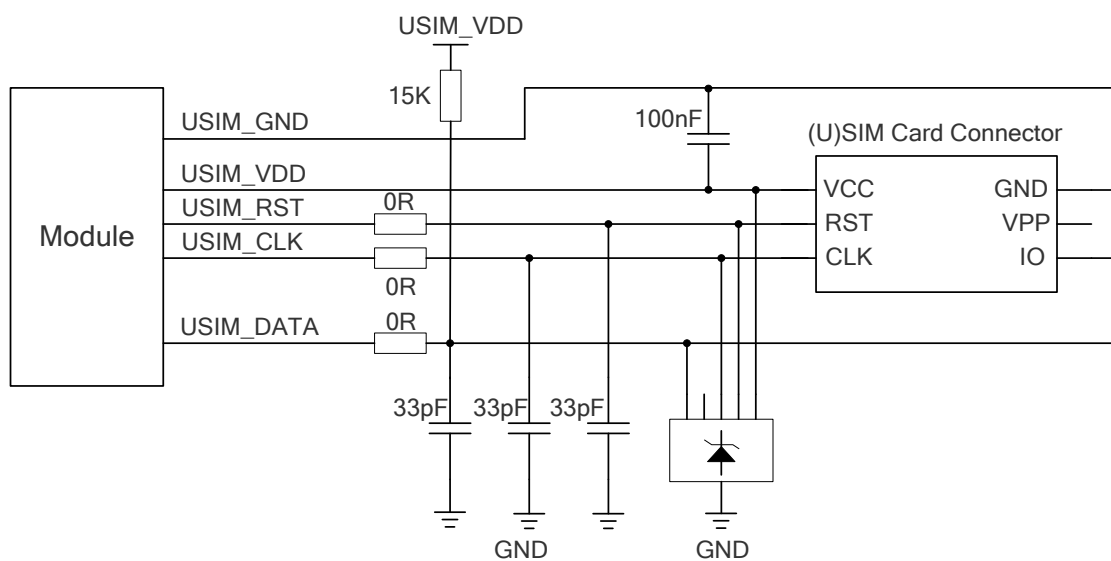 USIM_VDD
15K
USIM_GND
100nF
(U)SIM Card Connector
USIM_VDD
VCC
GND
USIM_RST
0R
RST
VPP
Module
USIM_CLK
CLK
IO
0R
0R
USIM_DATA
33pF
33pF
33pF
GND
GND